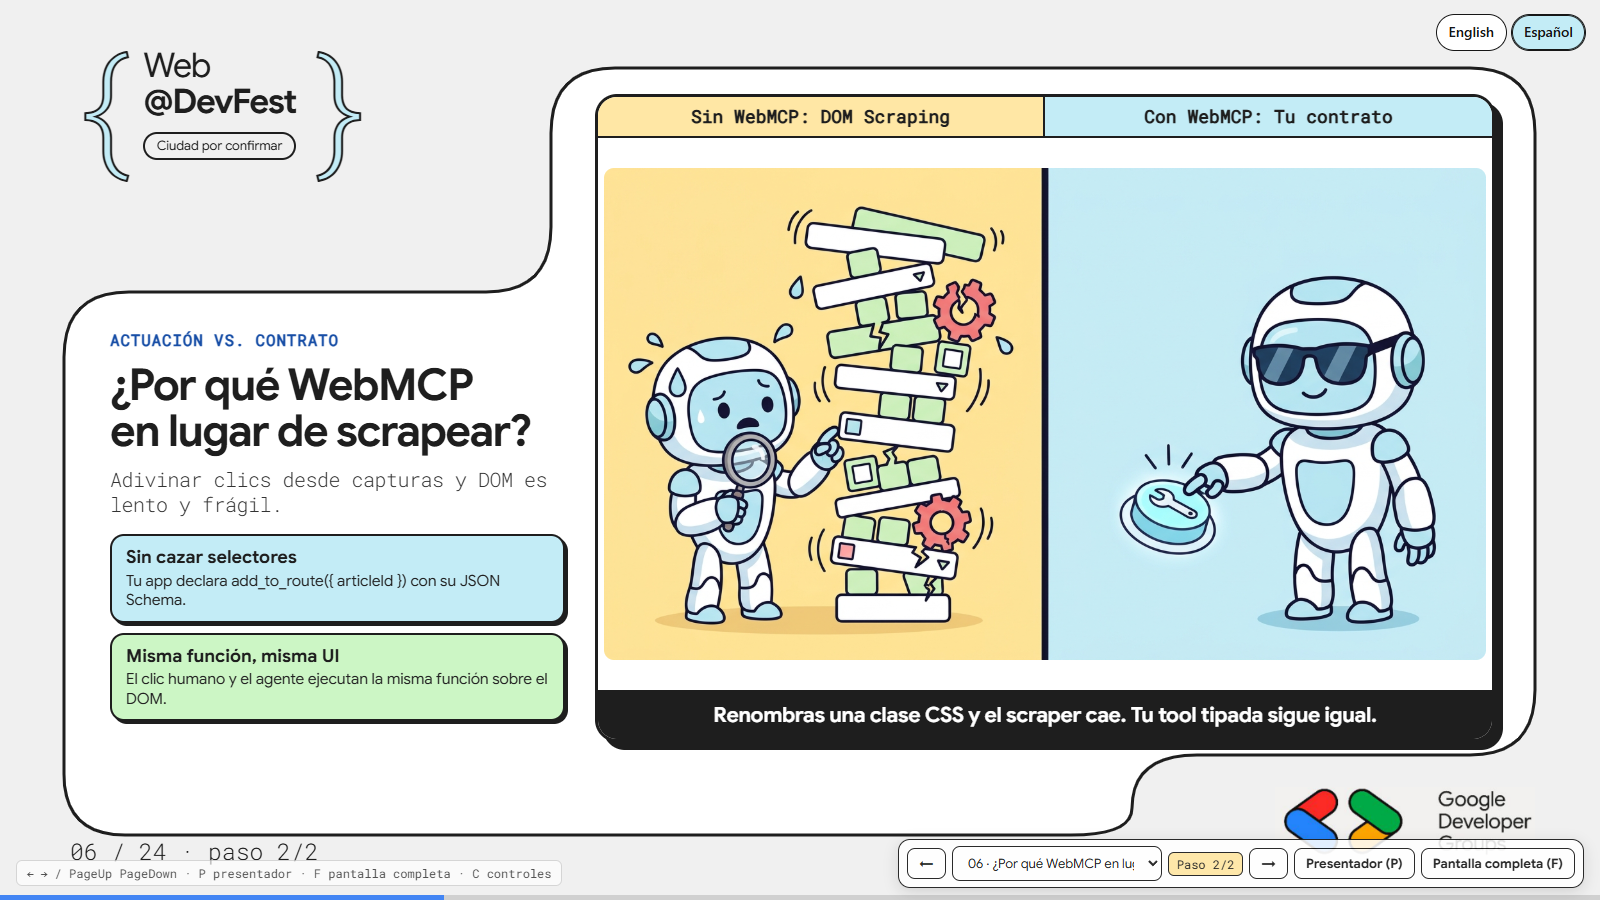 English
Español
Web
@DevFest
Ciudad por confirmar
Sin WebMCP: DOM Scraping
Con WebMCP: Tu contrato
ACTUACIÓN VS. CONTRATO
¿Por qué WebMCP
en lugar de scrapear?
Adivinar clics desde capturas y DOM es
lento y frágil.
Sin cazar selectores
Tu app declara add_to_route({ articleId }) con su JSON
Schema.
Misma función, misma UI
El clic humano y el agente ejecutan la misma función sobre el
DOM.
Renombras una clase CSS y el scraper cae. Tu tool tipada sigue igual.
Google
Developer
Groups
06 / 24 · paso 2/2
← → / PageUp PageDown · P presentador · F pantalla completa · C controles
←
06 · ¿Por qué WebMCP en lug
Paso 2/2
→
Presentador (P)
Pantalla completa (F)